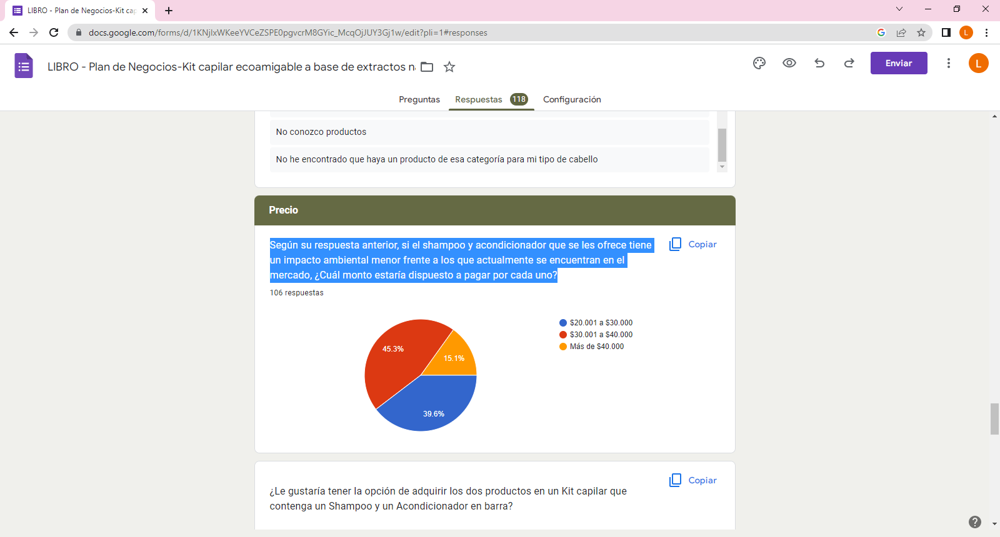 LIBRO - Plan de Negocios-Kit cap
docs.google.com/forms/d/1KNjlxWKeeYVCeZSPE0pgvcrM8GYic_McqOjJUY3Gj1w/edit?pli=1#responses
L
LIBRO - Plan de Negocios-Kit capilar ecoamigable a base de extractos n
Enviar
L
Preguntas
Respuestas 118
Configuración
No conozco productos
No he encontrado que haya un producto de esa categoría para mi tipo de cabello
Precio
Según su respuesta anterior, si el shampoo y acondicionador que se les ofrece tiene
un impacto ambiental menor frente a los que actualmente se encuentran en el
mercado, ¿Cuál monto estaría dispuesto a pagar por cada uno?
Copiar
106 respuestas
$20.001 a $30.000
$30.001 a $40.000
Más de $40.000
45.3%
15.1%
39.6%
Copiar
¿Le gustaría tener la opción de adquirir los dos productos en un Kit capilar que
contenga un Shampoo y un Acondicionador en barra?